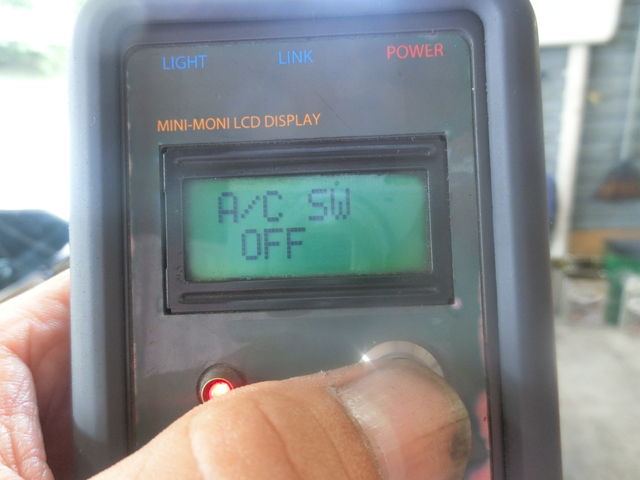 LIGHT LINK POWER
MINI-MONI LCD DISPLAY
A/C SW
OFF